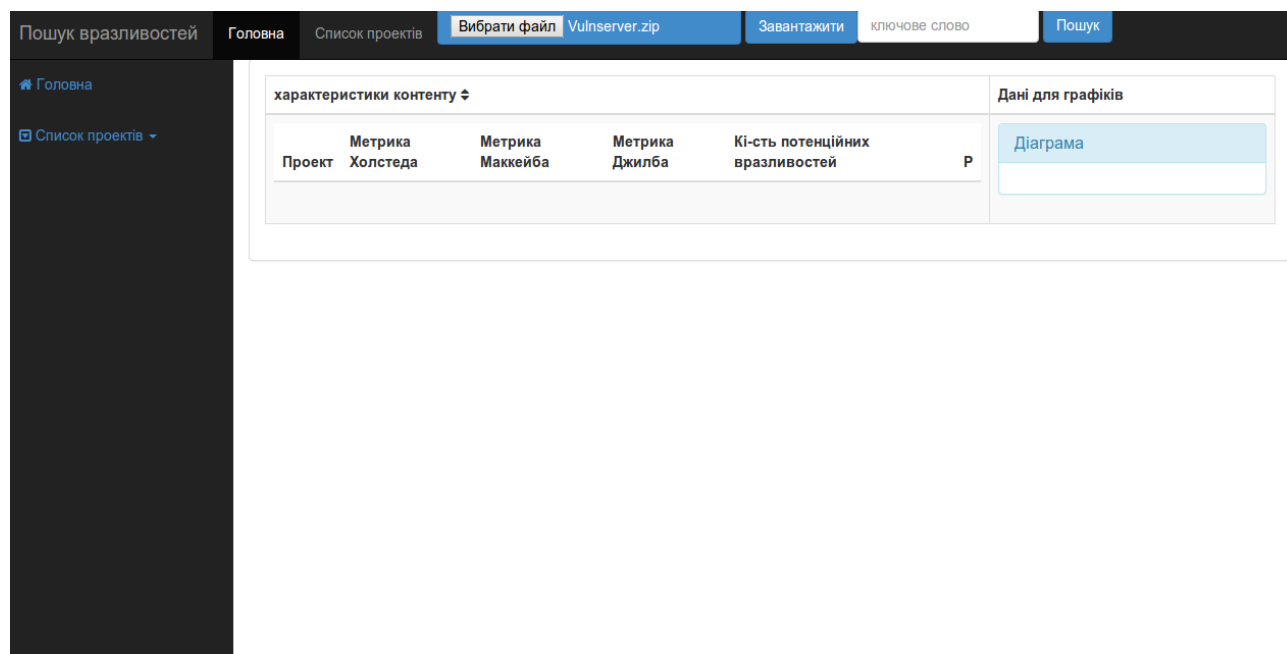 Пошук вразливостей Головна Список проектів Вибрати файл Vulnserver.zip Завантажити ключове слово Пошук
Головна
Список проектів
характеристики контенту Дані для графіків
Проект Метрика Холстеда Метрика Маккейба Метрика Джилба Кі-сть потенційних вразливостей Р
Діаграма